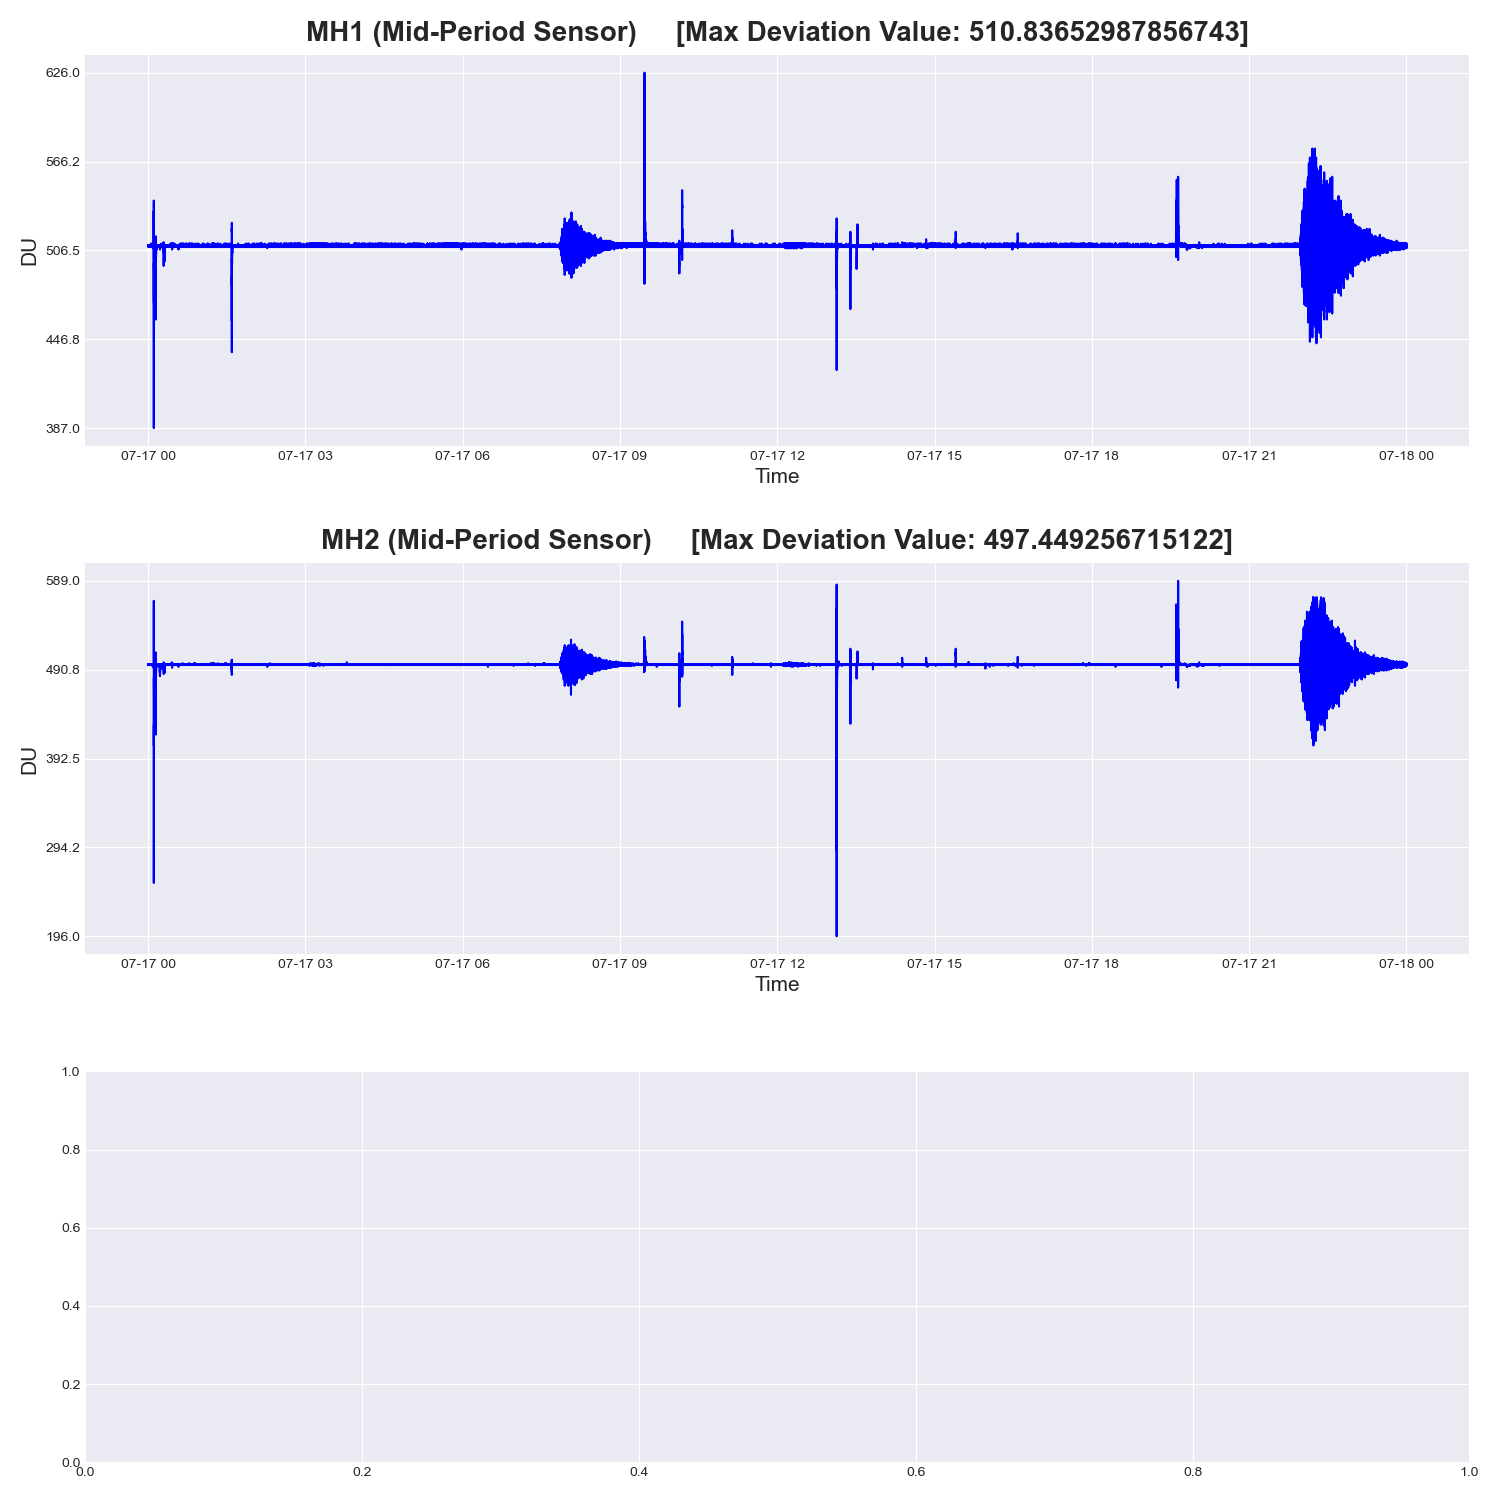 MH1 (Mid-Period Sensor) [Max Deviation Value: 510.83652987856743]
626.0
566.2
506.5
446.8
387.0
DU
07-17 00 07-17 03 07-17 06 07-17 09 07-17 12 07-17 15 07-17 18 07-17 21 07-18 00
Time
MH2 (Mid-Period Sensor) [Max Deviation Value: 497.449256715122]
589.0
490.8
392.5
294.2
196.0
DU
07-17 00 07-17 03 07-17 06 07-17 09 07-17 12 07-17 15 07-17 18 07-17 21 07-18 00
Time
1.0
0.8
0.6
0.4
0.2
0.0
0.0 0.2 0.4 0.6 0.8 1.0